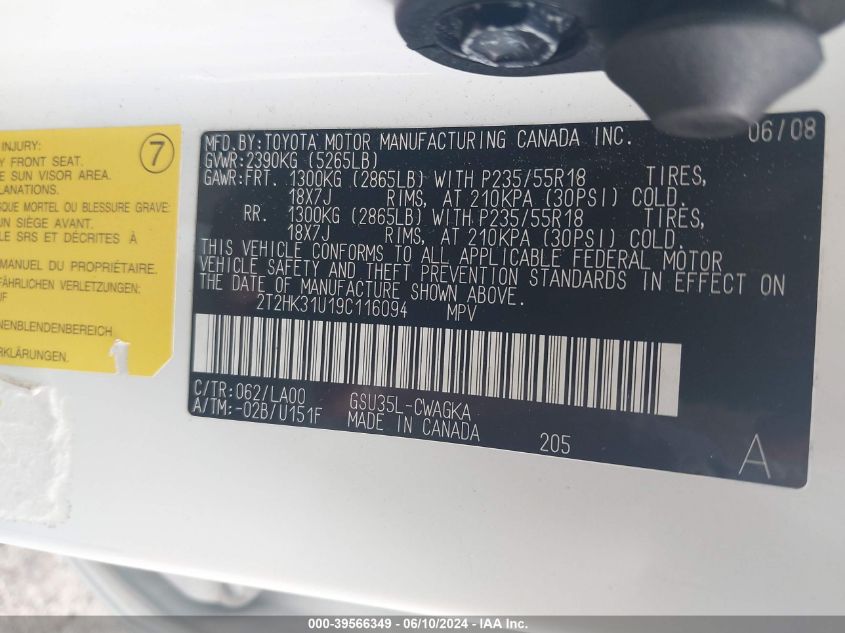 INJURY:
Y FRONT SEAT.
E SUN VISOR AREA.
LANATIONS.
SQUE MORTEL OU BLESSURE GRAVE:
UN SIÈGE AVANT.
LE SRS ET DÉCRITES À
MANUEL DU PROPRIÉTAIRE.
FÄHRLICHEN VERLETZUNGEN:
UF
NENBLENDENBEREICH.
RKLÄRUNGEN.
7
MFD. BY: TOYOTA MOTOR MANUFACTURING CANADA INC. 06/08
GVWR: 2390KG (5265LB)
GAWR: FRT. 1300KG (2865LB) WITH P235/55R18 TIRES,
18X7J RIMS, AT 210KPA (30PSI) COLD.
RR. 1300KG (2865LB) WITH P235/55R18 TIRES,
18X7J RIMS, AT 210KPA (30PSI) COLD.
THIS VEHICLE CONFORMS TO ALL APPLICABLE FEDERAL MOTOR
VEHICLE SAFETY AND THEFT PREVENTION STANDARDS IN EFFECT ON
THE DATE OF MANUFACTURE SHOWN ABOVE.
2T2HK31U19C116094 MPV
C/TR: 062/LA00 GSU35L-CWAGKA
A/TM: -02B/U151F MADE IN CANADA 205
A
000-39566349 - 06/10/2024 - IAA Inc.